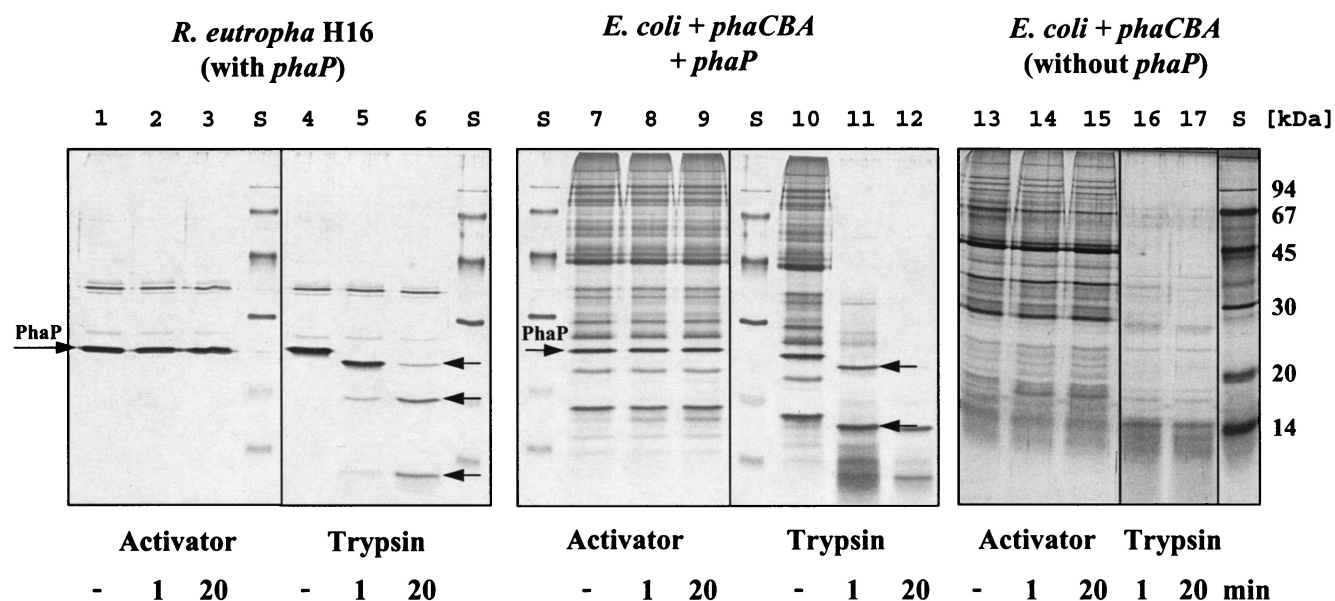 R. eutropha H16
(with phaP)
E. coli + phaCBA
+ phaP
E. coli + phaCBA
(without phaP)
1 2 3 S 4 5 6 S
S 7 8 9 S 10 11 12
13 14 15 16 17 S [kDa]
PhaP
PhaP
94
67
45
30
20
14
Activator Trypsin
Activator Trypsin
Activator Trypsin
- 1 20 - 1 20
- 1 20 - 1 20
- 1 20 1 20 min